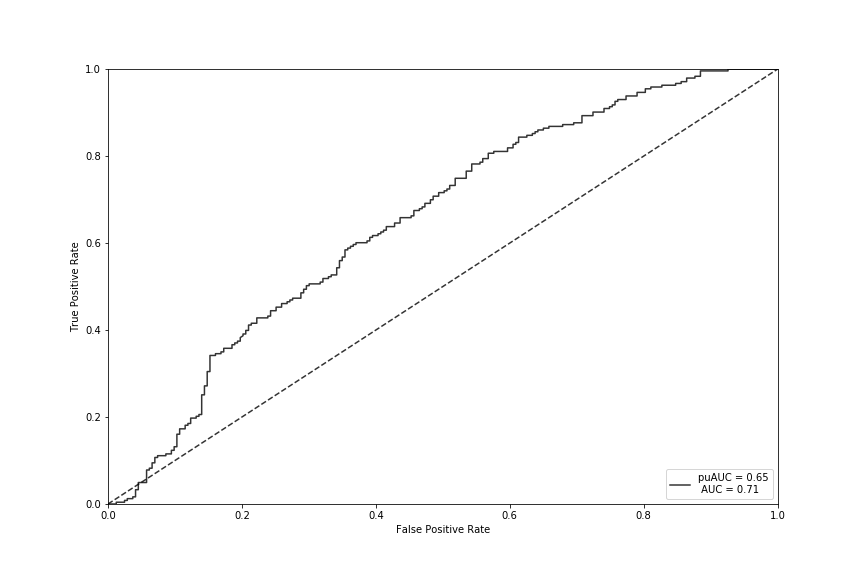 1.0
0.8
0.6
0.4
0.2
0.0
True Positive Rate
0.0 0.2 0.4 0.6 0.8 1.0
False Positive Rate
puAUC = 0.65
AUC = 0.71